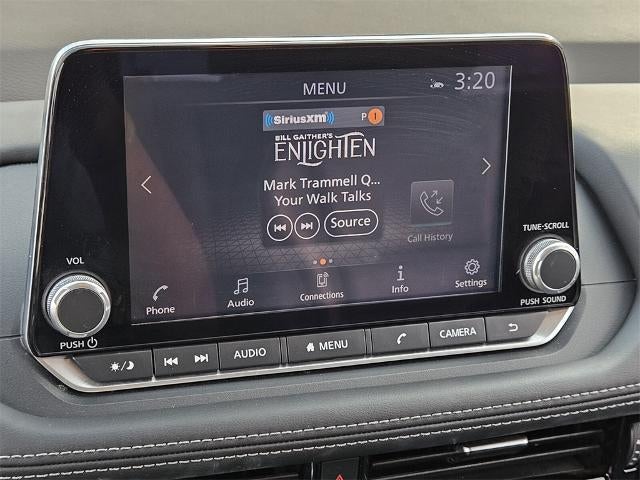 MENU
3:20
SiriusXM P 1
BILL GAITHER'S
ENLIGHTEN
Mark Trammell Q...
Your Walk Talks
Source
Call History
Phone
Audio
Connections
Info
Settings
VOL
PUSH
TUNE·SCROLL
PUSH SOUND
AUDIO
MENU
CAMERA